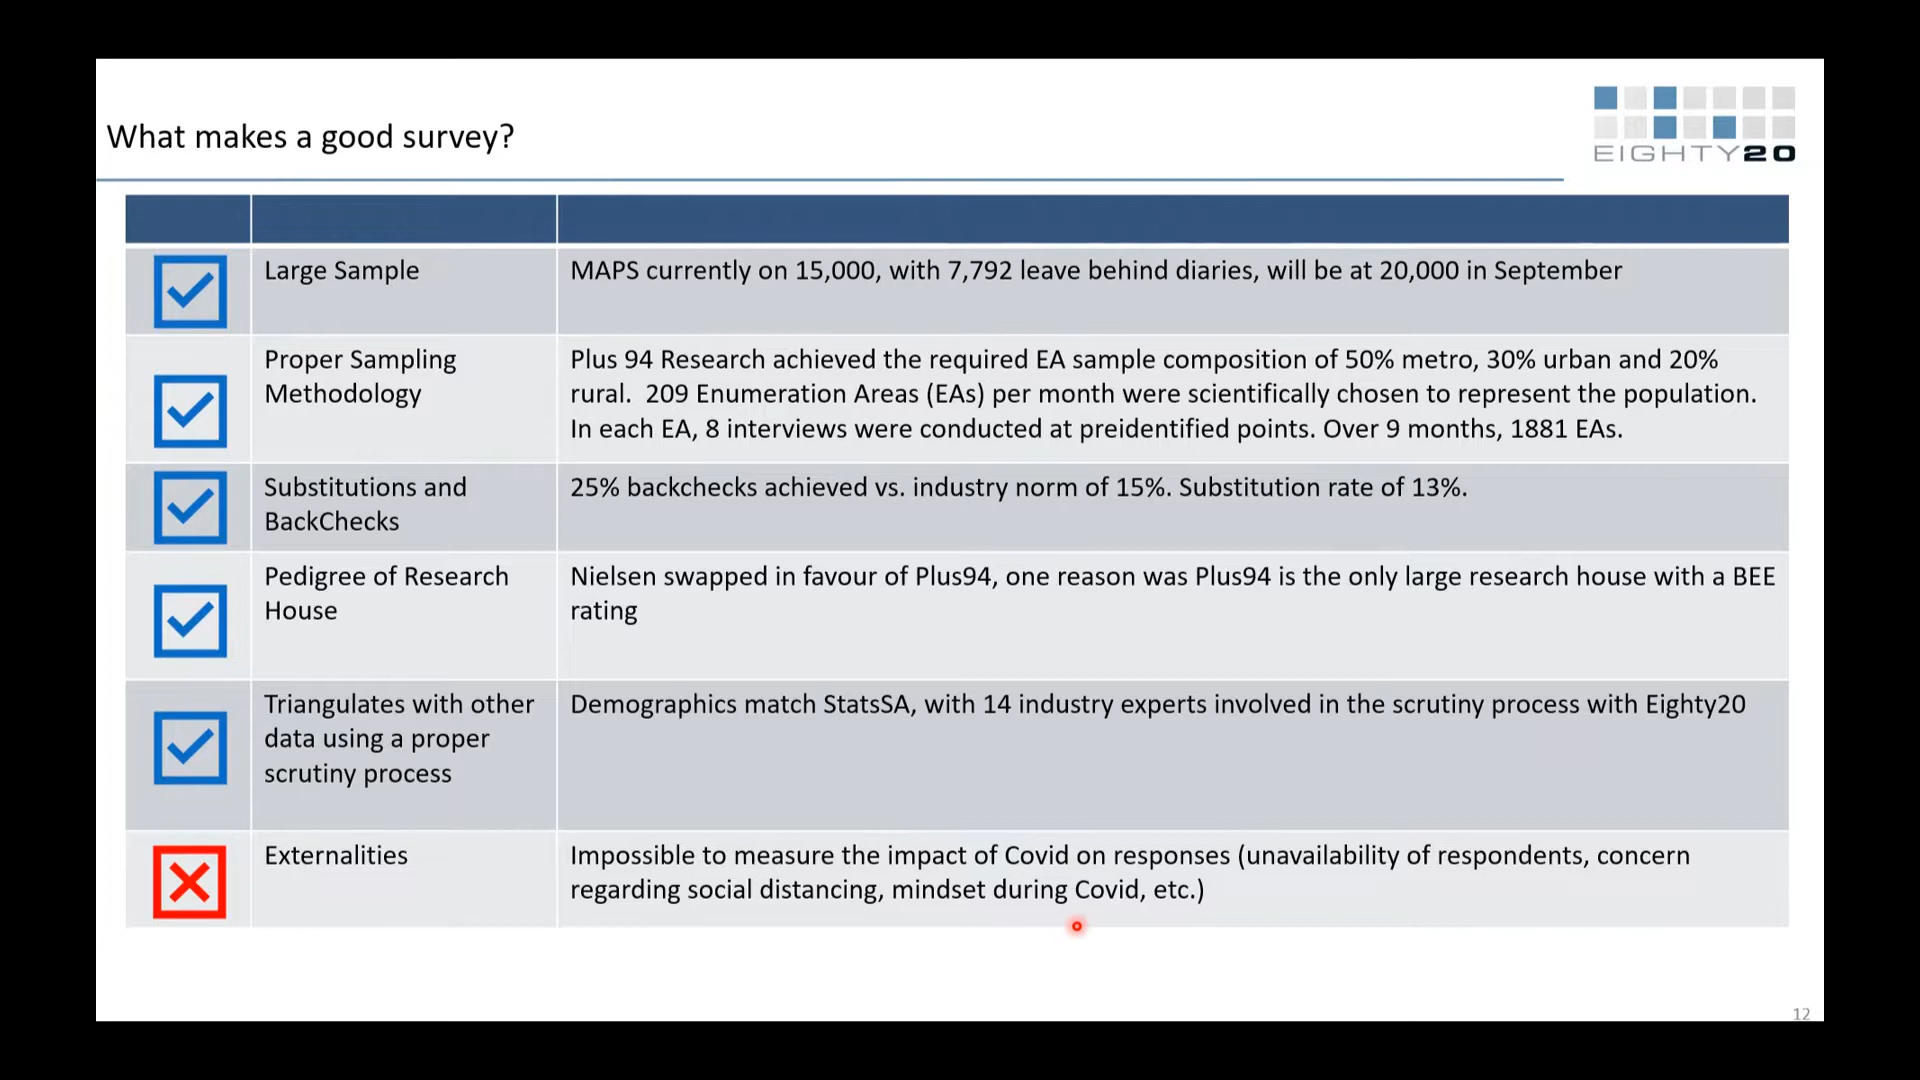 What makes a good survey?
EIGHTY20
Large Sample
MAPS currently on 15,000, with 7,792 leave behind diaries, will be at 20,000 in September
Proper Sampling
Methodology
Plus 94 Research achieved the required EA sample composition of 50% metro, 30% urban and 20%
rural.  209 Enumeration Areas (EAs) per month were scientifically chosen to represent the population.
In each EA, 8 interviews were conducted at preidentified points. Over 9 months, 1881 EAs.
Substitutions and
BackChecks
25% backchecks achieved vs. industry norm of 15%. Substitution rate of 13%.
Pedigree of Research
House
Nielsen swapped in favour of Plus94, one reason was Plus94 is the only large research house with a BEE
rating
Triangulates with other
data using a proper
scrutiny process
Demographics match StatsSA, with 14 industry experts involved in the scrutiny process with Eighty20
Externalities
Impossible to measure the impact of Covid on responses (unavailability of respondents, concern
regarding social distancing, mindset during Covid, etc.)
12